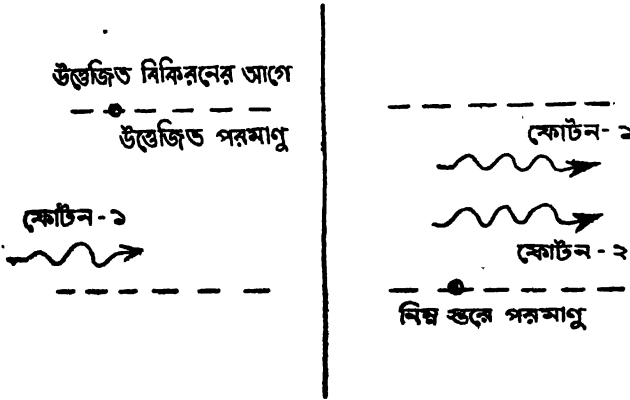 উত্তেজিত বিকিরনের আগে
উত্তেজিত পরমাণু
ফোটন - ১
ফোটন - ১
ফোটন - ২
নিম্ন স্তরে পরমাণু